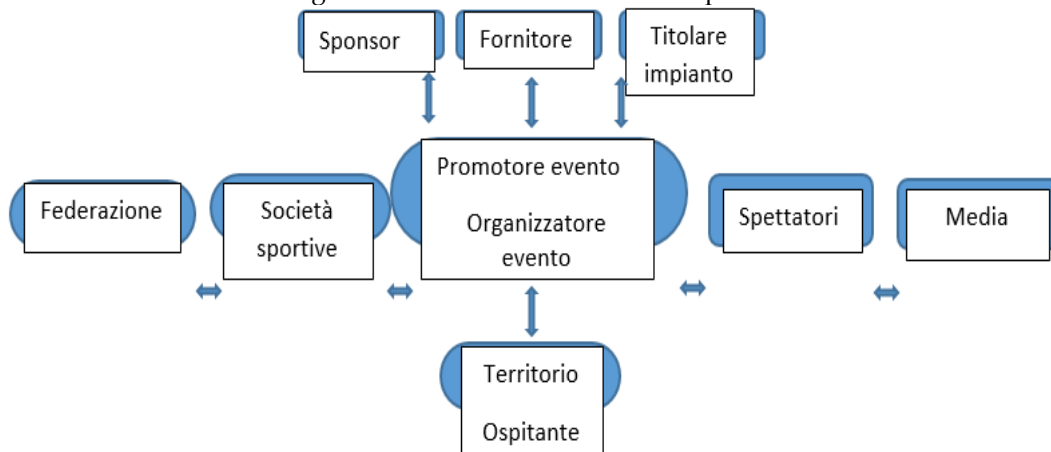 Sponsor
Fornitore
Titolare
impianto
Promotore evento
Organizzatore
evento
Federazione
Società
sportive
Spettatori
Media
Territorio
Ospitante